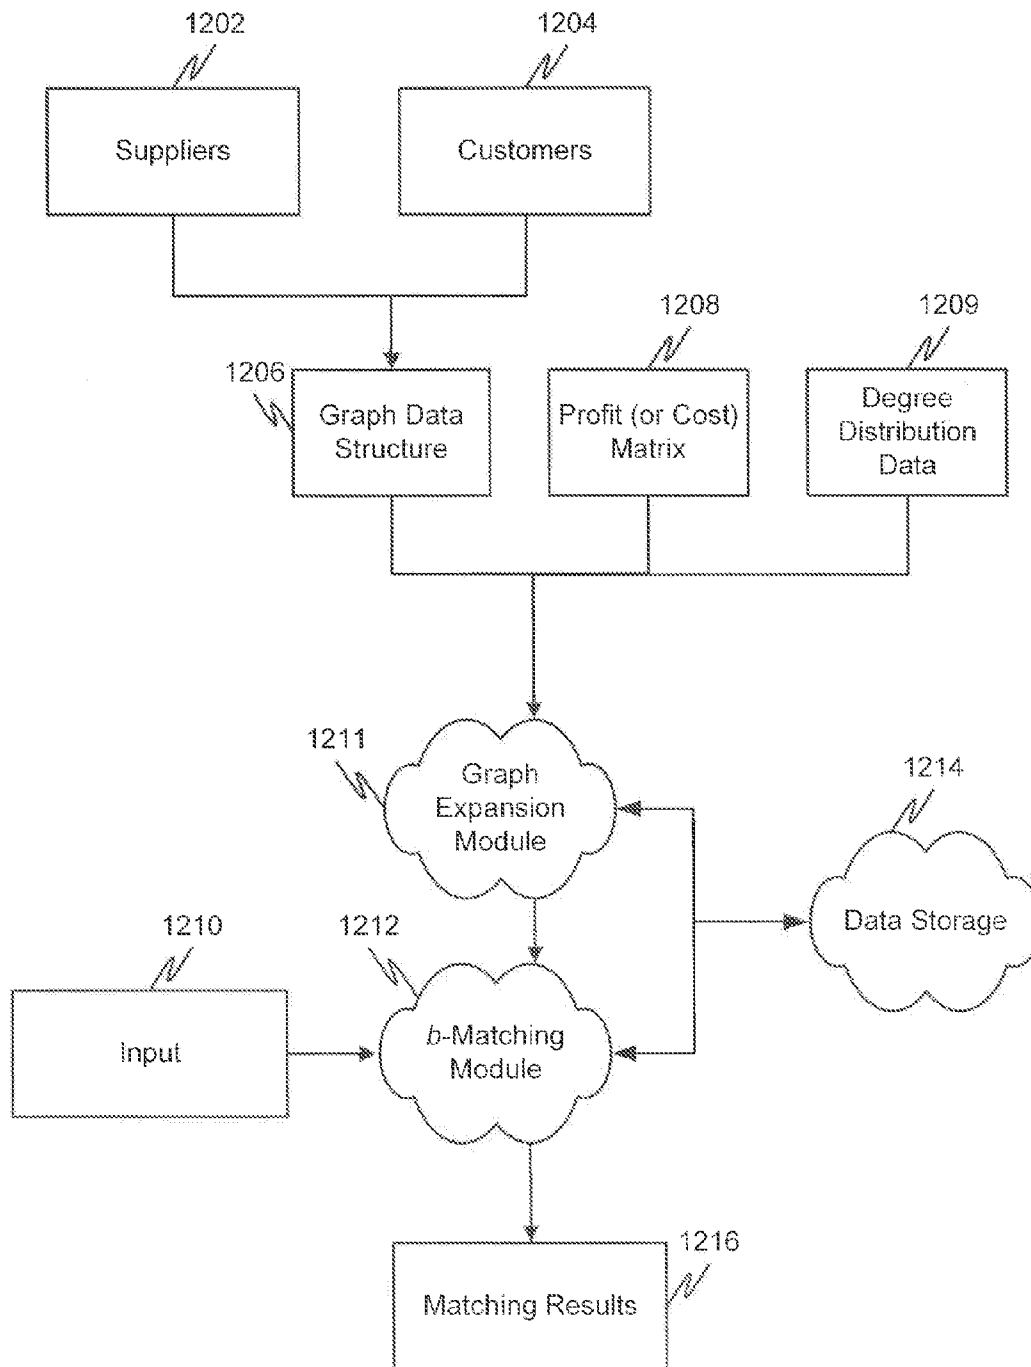 1202
1204
Suppliers
Customers
1208
1209
1206
Graph Data
Structure
Profit (or Cost)
Matrix
Degree
Distribution
Data
1211
Graph
Expansion
Module
1214
Data Storage
1210
1212
Input
b-Matching
Module
1216
Matching Results